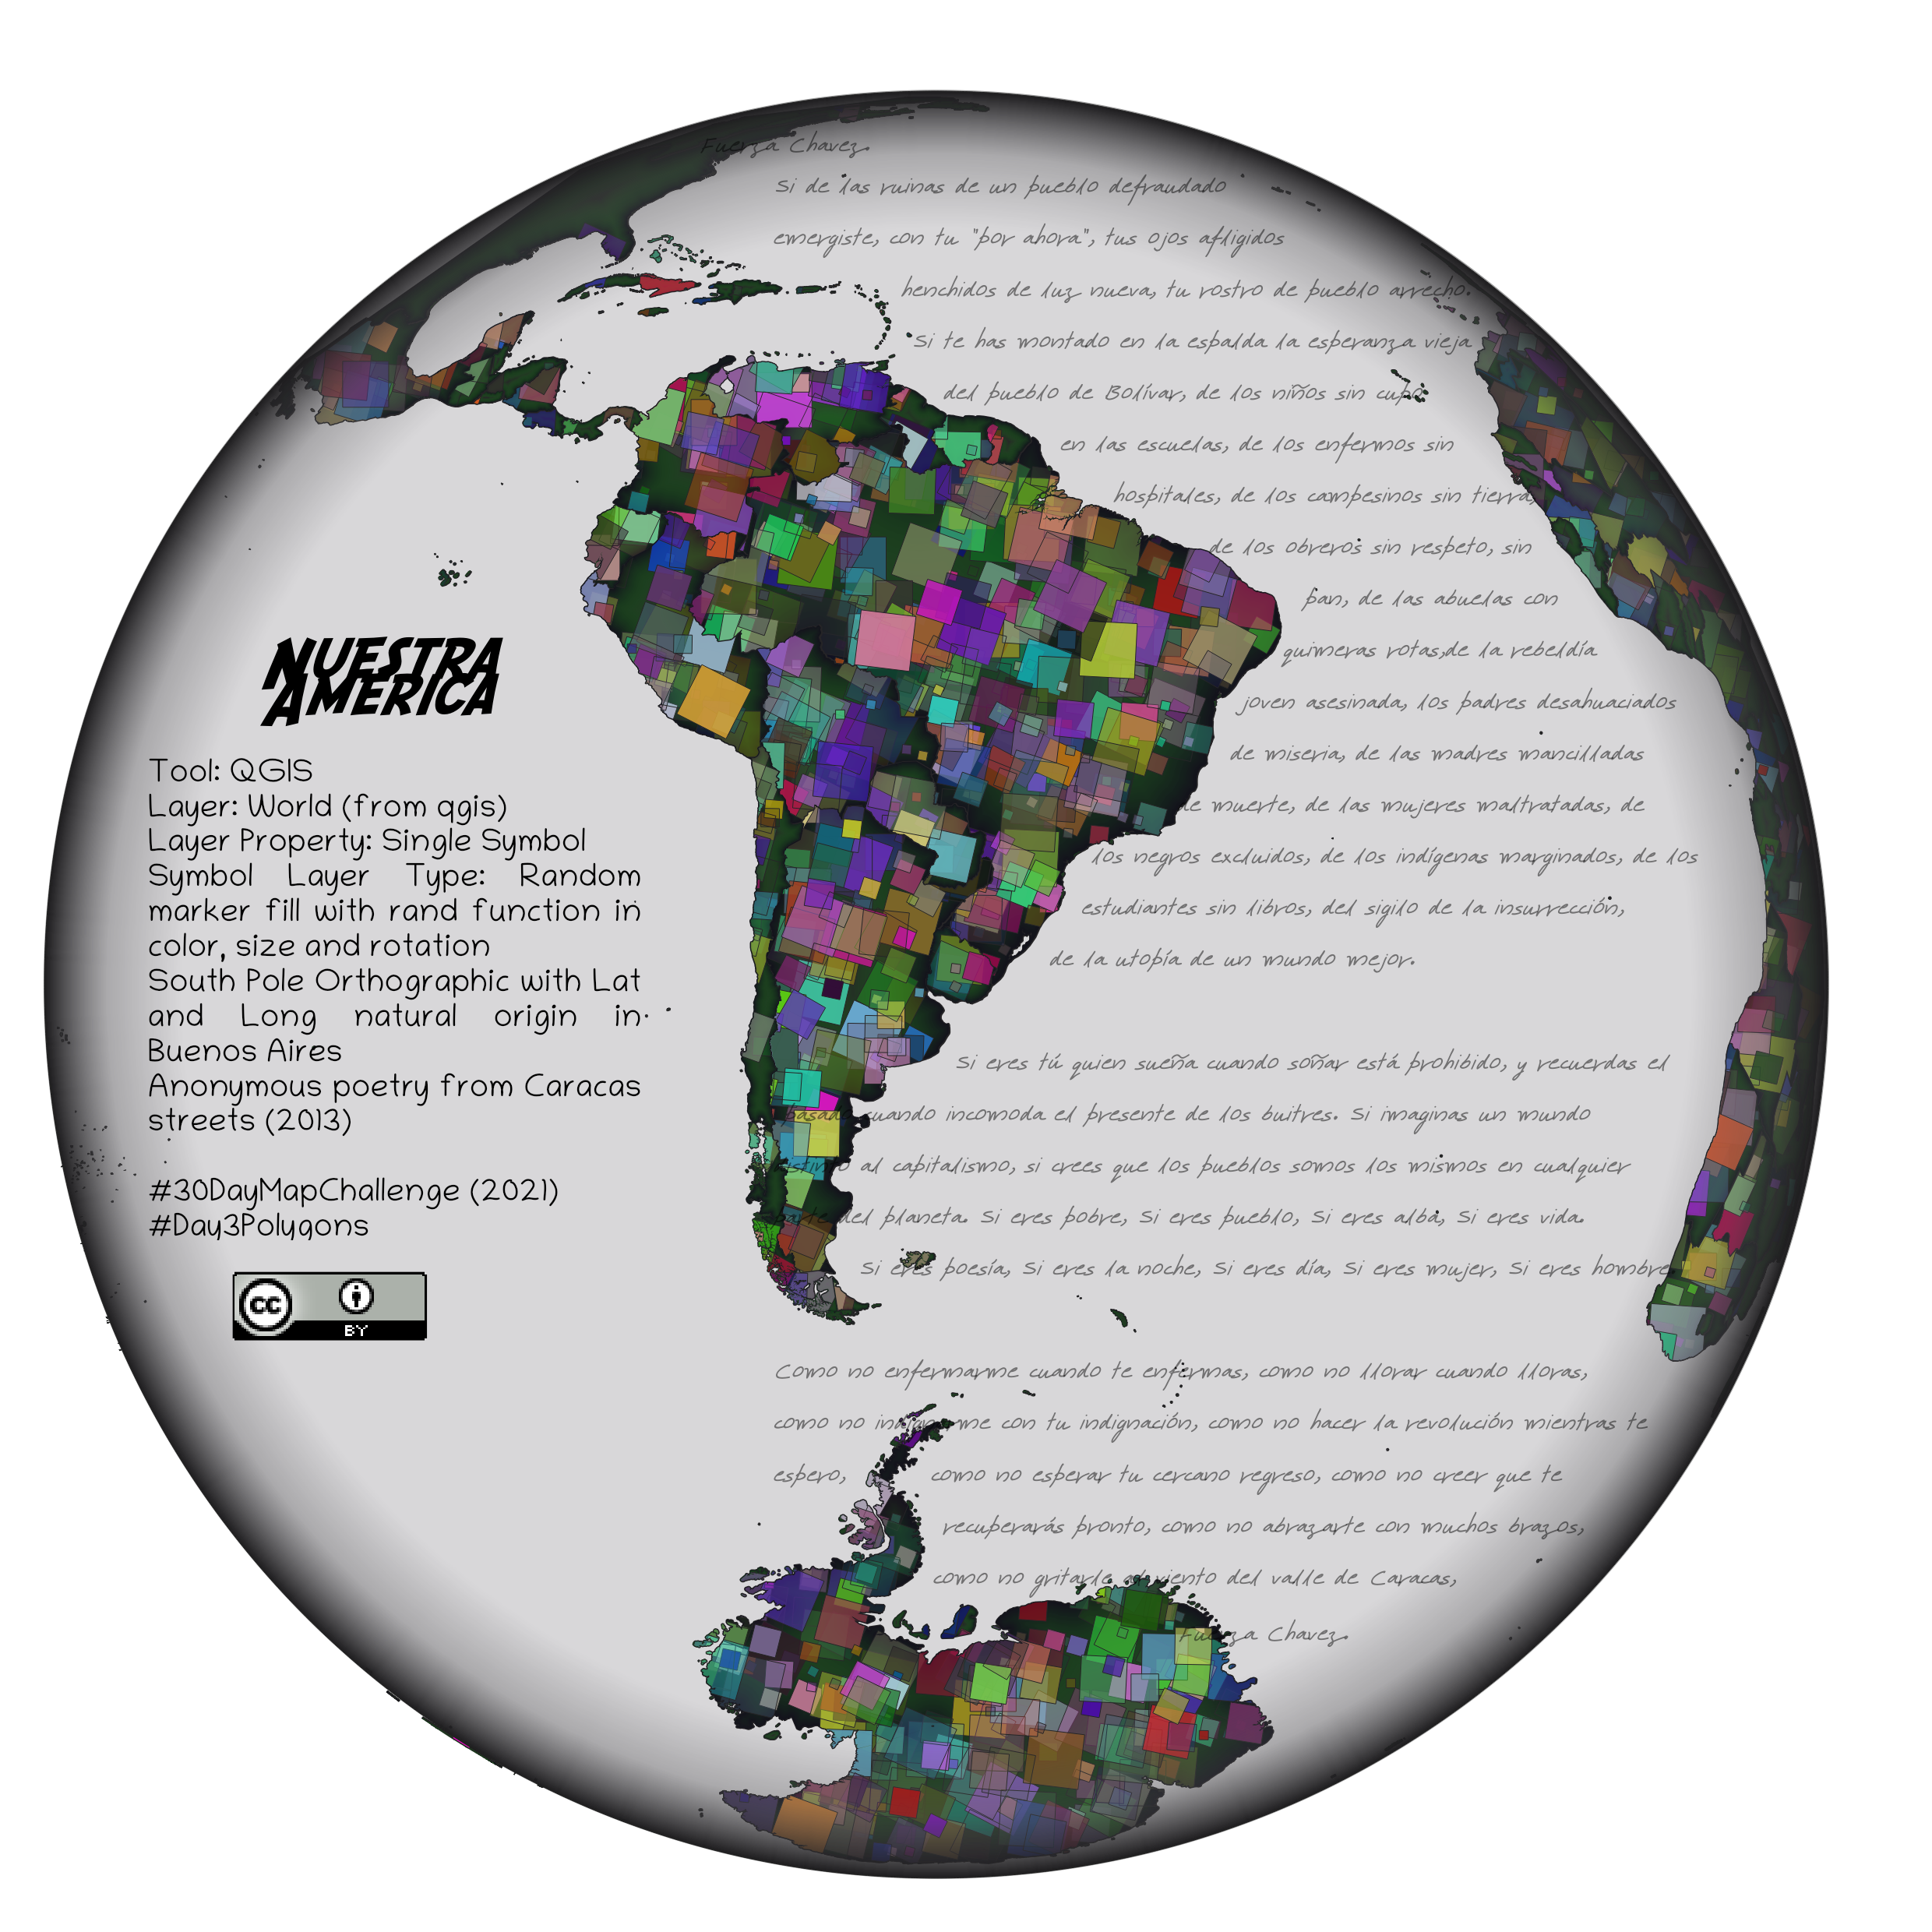 Fuerza Chavez.
Si de las ruinas de un pueblo defraudado
emergiste, con tu "por ahora", tus ojos afligidos
henchidos de luz nueva, tu rostro de pueblo arrecho.
Si te has montado en la espalda la esperanza vieja
del pueblo de Bolívar, de los niños sin cupo
en las escuelas, de los enfermos sin
hospitales, de los campesinos sin tierra,
de los obreros sin respeto, sin
pan, de las abuelas con
quimeras rotas,de la rebeldía
joven asesinada, los padres desahuaciados
de miseria, de las madres mancilladas
de muerte, de las mujeres maltratadas, de
los negros excluidos, de los indígenas marginados, de los
estudiantes sin libros, del sigilo de la insurrección,
de la utopía de un mundo mejor.
Si eres tú quien sueña cuando soñar está prohibido, y recuerdas el
pasado cuando incomoda el presente de los buitres. Si imaginas un mundo
distinto al capitalismo, si crees que los pueblos somos los mismos en cualquier
parte del planeta. Si eres pobre, Si eres pueblo, Si eres alba, Si eres vida.
Si eres poesía, Si eres la noche, Si eres día, Si eres mujer, Si eres hombre
Como no enfermarme cuando te enfermas, como no llorar cuando lloras,
como no indignarme con tu indignación, como no hacer la revolución mientras te
espero, como no esperar tu cercano regreso, como no creer que te
recuperarás pronto, como no abrazarte con muchos brazos,
como no gritarle al viento del valle de Caracas,
Fuerza Chavez.
NUESTRA
AMERICA
Tool: QGIS
Layer: World (from qgis)
Layer Property: Single Symbol
Symbol Layer Type: Random
marker fill with rand function in
color, size and rotation
South Pole Orthographic with Lat
and Long natural origin in
Buenos Aires
Anonymous poetry from Caracas
streets (2013)
#30DayMapChallenge (2021)
#Day3Polygons
cc
BY